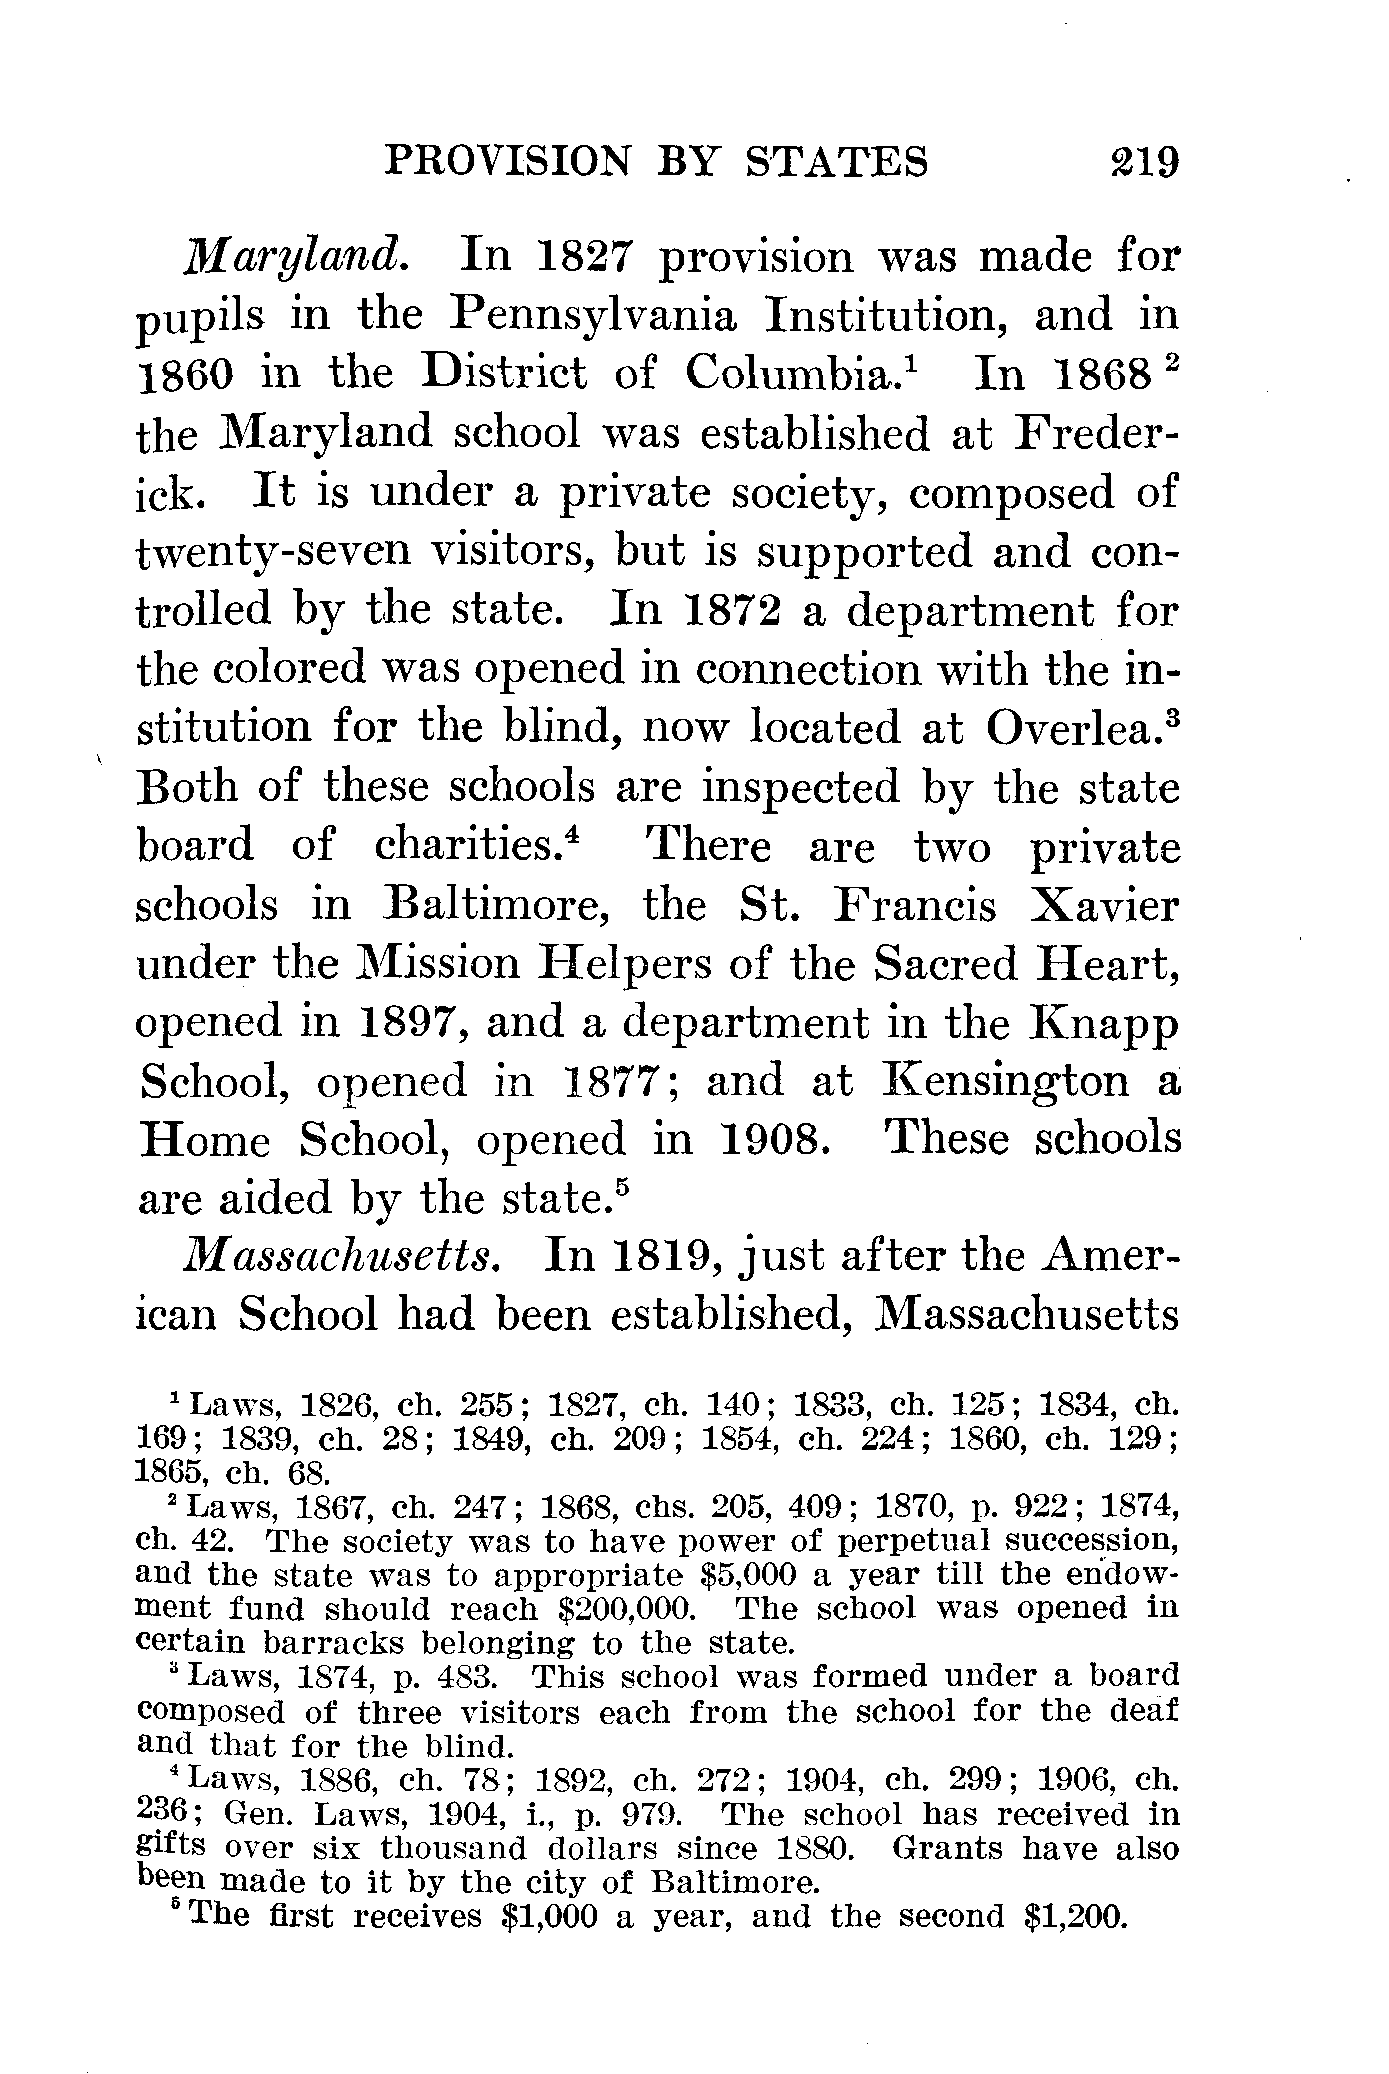 PROVISION BY STATES 219
Maryland. In 1827 provision was made for
pupils in the Pennsylvania Institution, and in
1860 in the District of Columbia.¹ In 1868 ²
the Maryland school was established at Freder-
ick. It is under a private society, composed of
twenty-seven visitors, but is supported and con-
trolled by the state. In 1872 a department for
the colored was opened in connection with the in-
stitution for the blind, now located at Overlea.³
Both of these schools are inspected by the state
board of charities.⁴ There are two private
schools in Baltimore, the St. Francis Xavier
under the Mission Helpers of the Sacred Heart,
opened in 1897, and a department in the Knapp
School, opened in 1877; and at Kensington a
Home School, opened in 1908. These schools
are aided by the state.⁵
Massachusetts. In 1819, just after the Amer-
ican School had been established, Massachusetts
¹ Laws, 1826, ch. 255; 1827, ch. 140; 1833, ch. 125; 1834, ch.
169; 1839, ch. 28; 1849, ch. 209; 1854, ch. 224; 1860, ch. 129;
1865, ch. 68.
² Laws, 1867, ch. 247; 1868, chs. 205, 409; 1870, p. 922; 1874,
ch. 42. The society was to have power of perpetual succession,
and the state was to appropriate $5,000 a year till the endow-
ment fund should reach $200,000. The school was opened in
certain barracks belonging to the state.
³ Laws, 1874, p. 483. This school was formed under a board
composed of three visitors each from the school for the deaf
and that for the blind.
⁴ Laws, 1886, ch. 78; 1892, ch. 272; 1904, ch. 299; 1906, ch.
236; Gen. Laws, 1904, i., p. 979. The school has received in
gifts over six thousand dollars since 1880. Grants have also
been made to it by the city of Baltimore.
⁵ The first receives $1,000 a year, and the second $1,200.